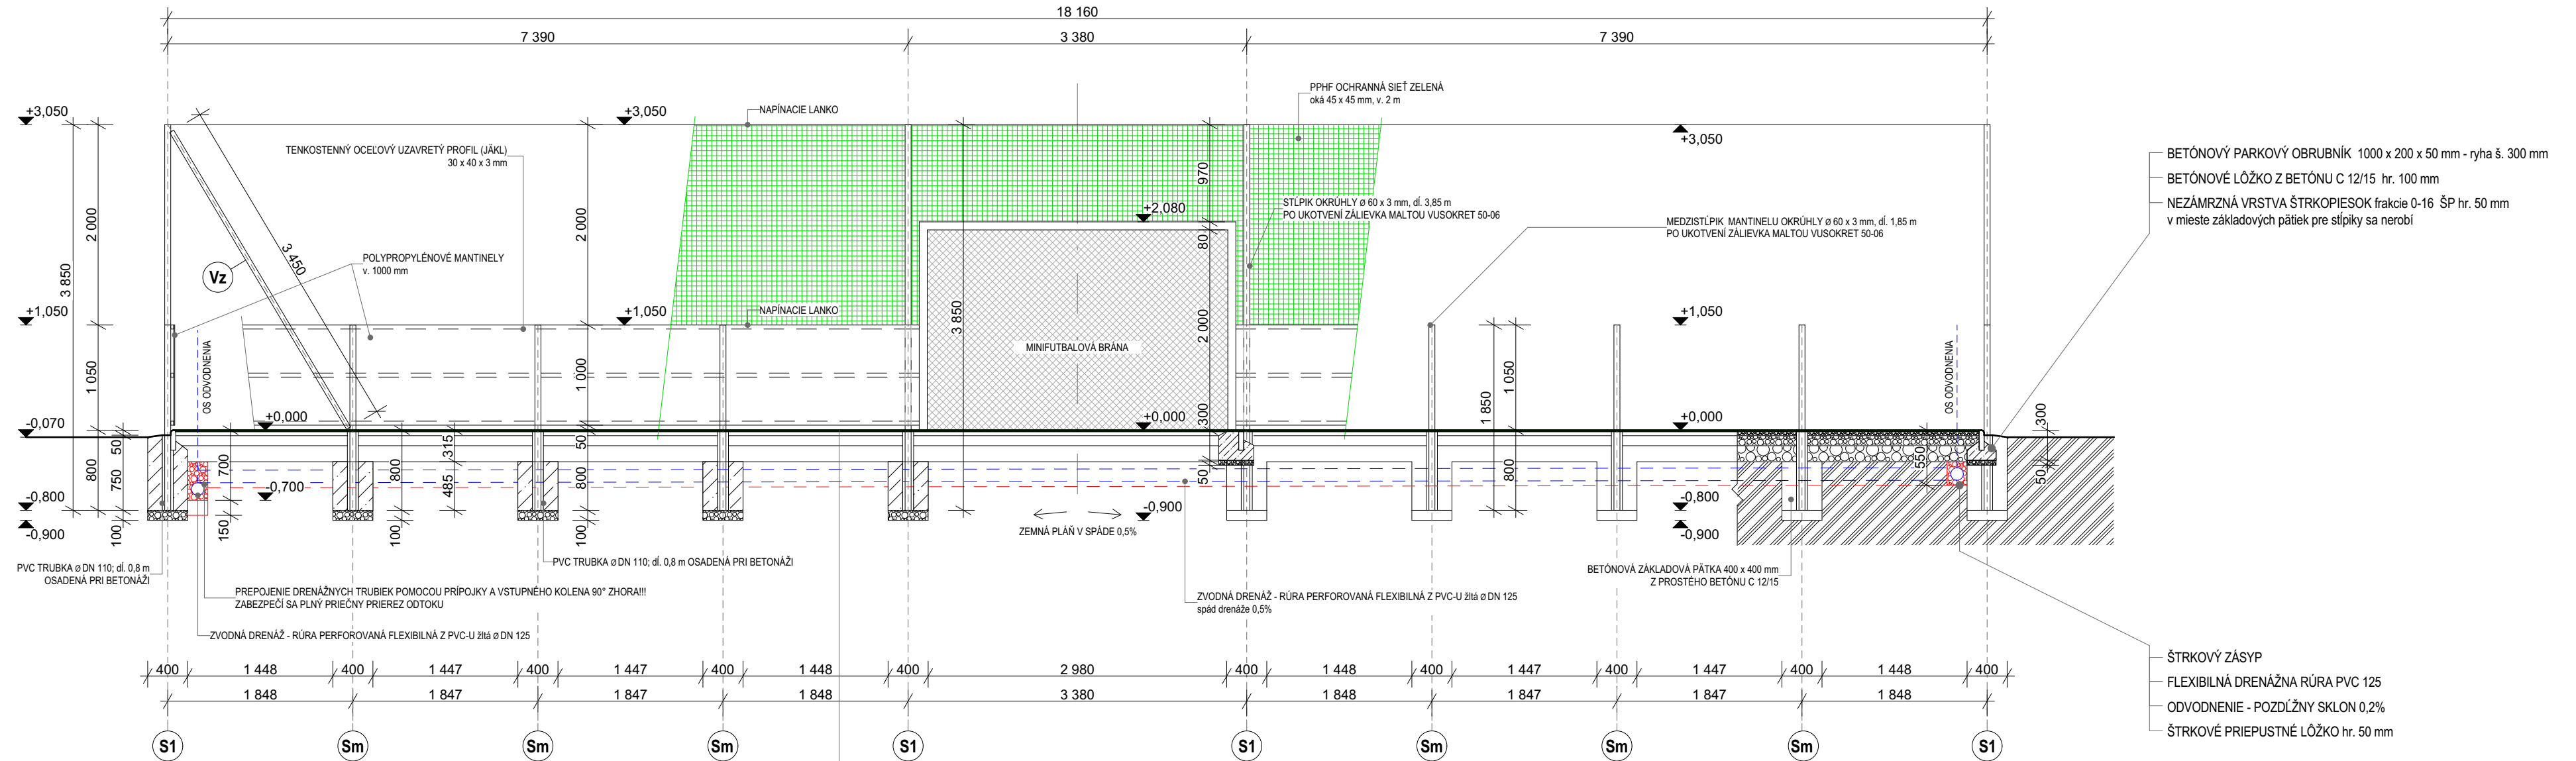 18 160
7 390
3 380
7 390
+3,050
+3,050
+3,050
NAPÍNACIE LANKO
PPHF OCHRANNÁ SIEŤ ZELENÁ
oká 45 x 45 mm, v. 2 m
TENKOSTENNÝ OCEĽOVÝ UZAVRETÝ PROFIL (JÄKL)
30 x 40 x 3 mm
BETÓNOVÝ PARKOVÝ OBRUBNÍK 1000 x 200 x 50 mm - ryha š. 300 mm
BETÓNOVÉ LÔŽKO Z BETÓNU C 12/15 hr. 100 mm
NEZÁMRZNÁ VRSTVA ŠTRKOPIESOK frakcie 0-16 ŠP hr. 50 mm
v mieste základových pätiek pre stĺpiky sa nerobí
970
+2,080
STĹPIK OKRÚHLY ø 60 x 3 mm, dĺ. 3,85 m
PO UKOTVENÍ ZÁLIEVKA MALTOU VUSOKRET 50-06
MEDZISTĹPIK MANTINELU OKRÚHLY ø 60 x 3 mm, dĺ. 1,85 m
PO UKOTVENÍ ZÁLIEVKA MALTOU VUSOKRET 50-06
2 000
2 000
80
3 850
3 450
Vz
POLYPROPYLÉNOVÉ MANTINELY
v. 1000 mm
+1,050
+1,050
NAPÍNACIE LANKO
+1,050
3 850
2 000
MINIFUTBALOVÁ BRÁNA
OS ODVODNENIA
OS ODVODNENIA
1 050
1 000
1 850
1 050
-0,070
+0,000
+0,000
+0,000
300
300
50
800
750
700
800
315
485
50
800
50
800
550
50
-0,700
-0,800
-0,900
-0,900
-0,800
-0,900
100
150
100
100
ZEMNÁ PLÁŇ V SPÁDE 0,5%
PVC TRUBKA ø DN 110; dĺ. 0,8 m
OSADENÁ PRI BETONÁŽI
PVC TRUBKA ø DN 110; dĺ. 0,8 m OSADENÁ PRI BETONÁŽI
BETÓNOVÁ ZÁKLADOVÁ PÄTKA 400 x 400 mm
Z PROSTÉHO BETÓNU C 12/15
PREPOJENIE DRENÁŽNYCH TRUBIEK POMOCOU PRÍPOJKY A VSTUPNÉHO KOLENA 90° ZHORA!!!
ZABEZPEČÍ SA PLNÝ PRIEČNY PRIEREZ ODTOKU
ZVODNÁ DRENÁŽ - RÚRA PERFOROVANÁ FLEXIBILNÁ Z PVC-U žltá ø DN 125
spád drenáže 0,5%
ZVODNÁ DRENÁŽ - RÚRA PERFOROVANÁ FLEXIBILNÁ Z PVC-U žltá ø DN 125
ŠTRKOVÝ ZÁSYP
FLEXIBILNÁ DRENÁŽNA RÚRA PVC 125
ODVODNENIE - POZDĹŽNY SKLON 0,2%
ŠTRKOVÉ PRIEPUSTNÉ LÔŽKO hr. 50 mm
400 1 448 400 1 447 400 1 447 400 1 448 400 2 980 400 1 448 400 1 447 400 1 447 400 1 448 400
1 848 1 847 1 847 1 848 3 380 1 848 1 847 1 847 1 848
S1 Sm Sm Sm S1 S1 Sm Sm Sm S1